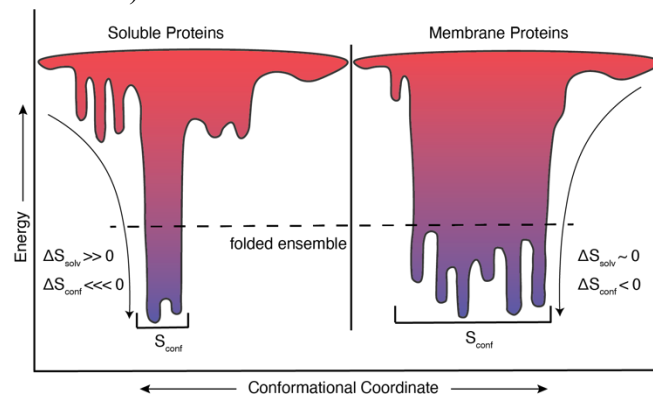 Soluble Proteins
Membrane Proteins
Energy
folded ensemble
ΔSsolv >> 0
ΔSconf <<< 0
Sconf
ΔSsolv ~ 0
ΔSconf < 0
Sconf
Conformational Coordinate